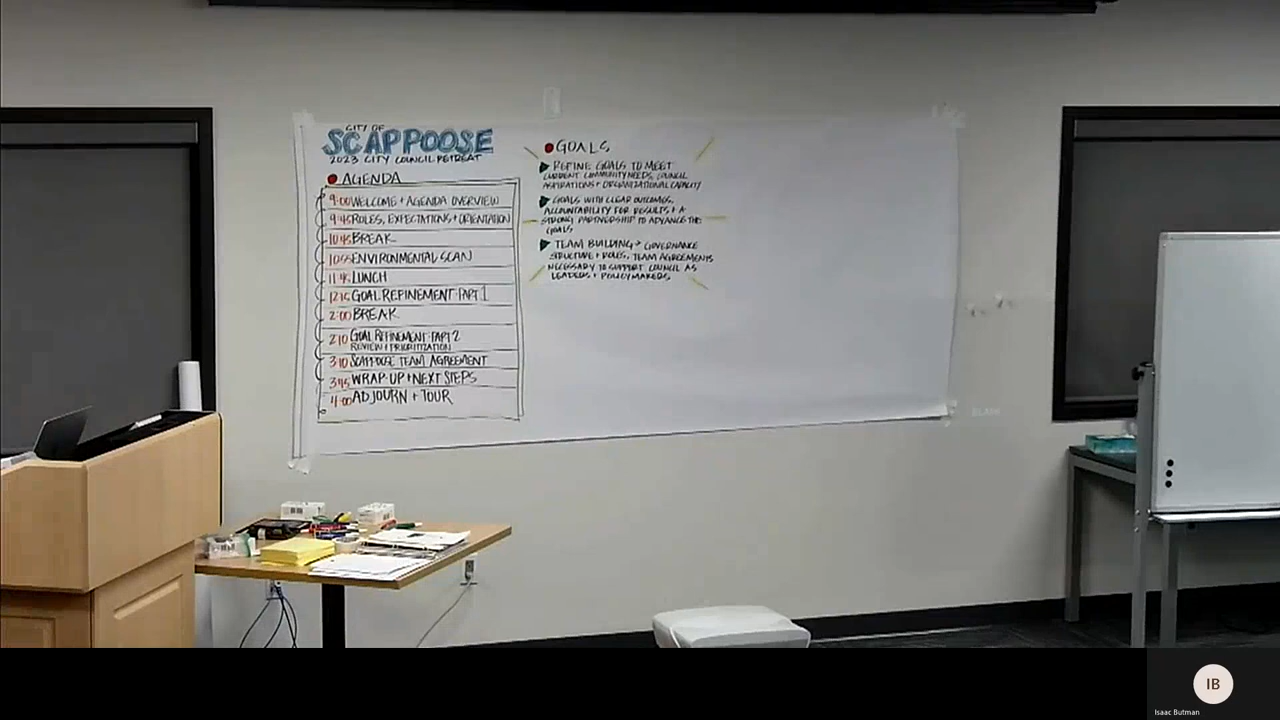 CITY OF
SCAPPOOSE
2023 CITY COUNCIL RETREAT
AGENDA
9:00 WELCOME + AGENDA OVERVIEW
9:45 ROLES, EXPECTATIONS + ORIENTATION
10:45 BREAK
10:55 ENVIRONMENTAL SCAN
11:45 LUNCH
12:15 GOAL REFINEMENT PART 1
2:00 BREAK
2:10 GOAL REFINEMENT PART 2
REVIEW + PRIORITIZATION
3:10 SCAPPOOSE TEAM AGREEMENT
3:45 WRAP-UP + NEXT STEPS
4:00 ADJOURN + TOUR
GOALS
REFINE GOALS TO MEET
CURRENT COMMUNITY NEEDS, COUNCIL
ASPIRATIONS + ORGANIZATIONAL CAPACITY
GOALS WITH CLEAR OUTCOMES,
ACCOUNTABILITY FOR RESULTS + A
STRONG PARTNERSHIP TO ADVANCE THE
GOALS
TEAM BUILDING → GOVERNANCE
STRUCTURE + ROLES, TEAM AGREEMENTS
NECESSARY TO SUPPORT COUNCIL AS
LEADERS + POLICYMAKERS
IB
Isaac Butman